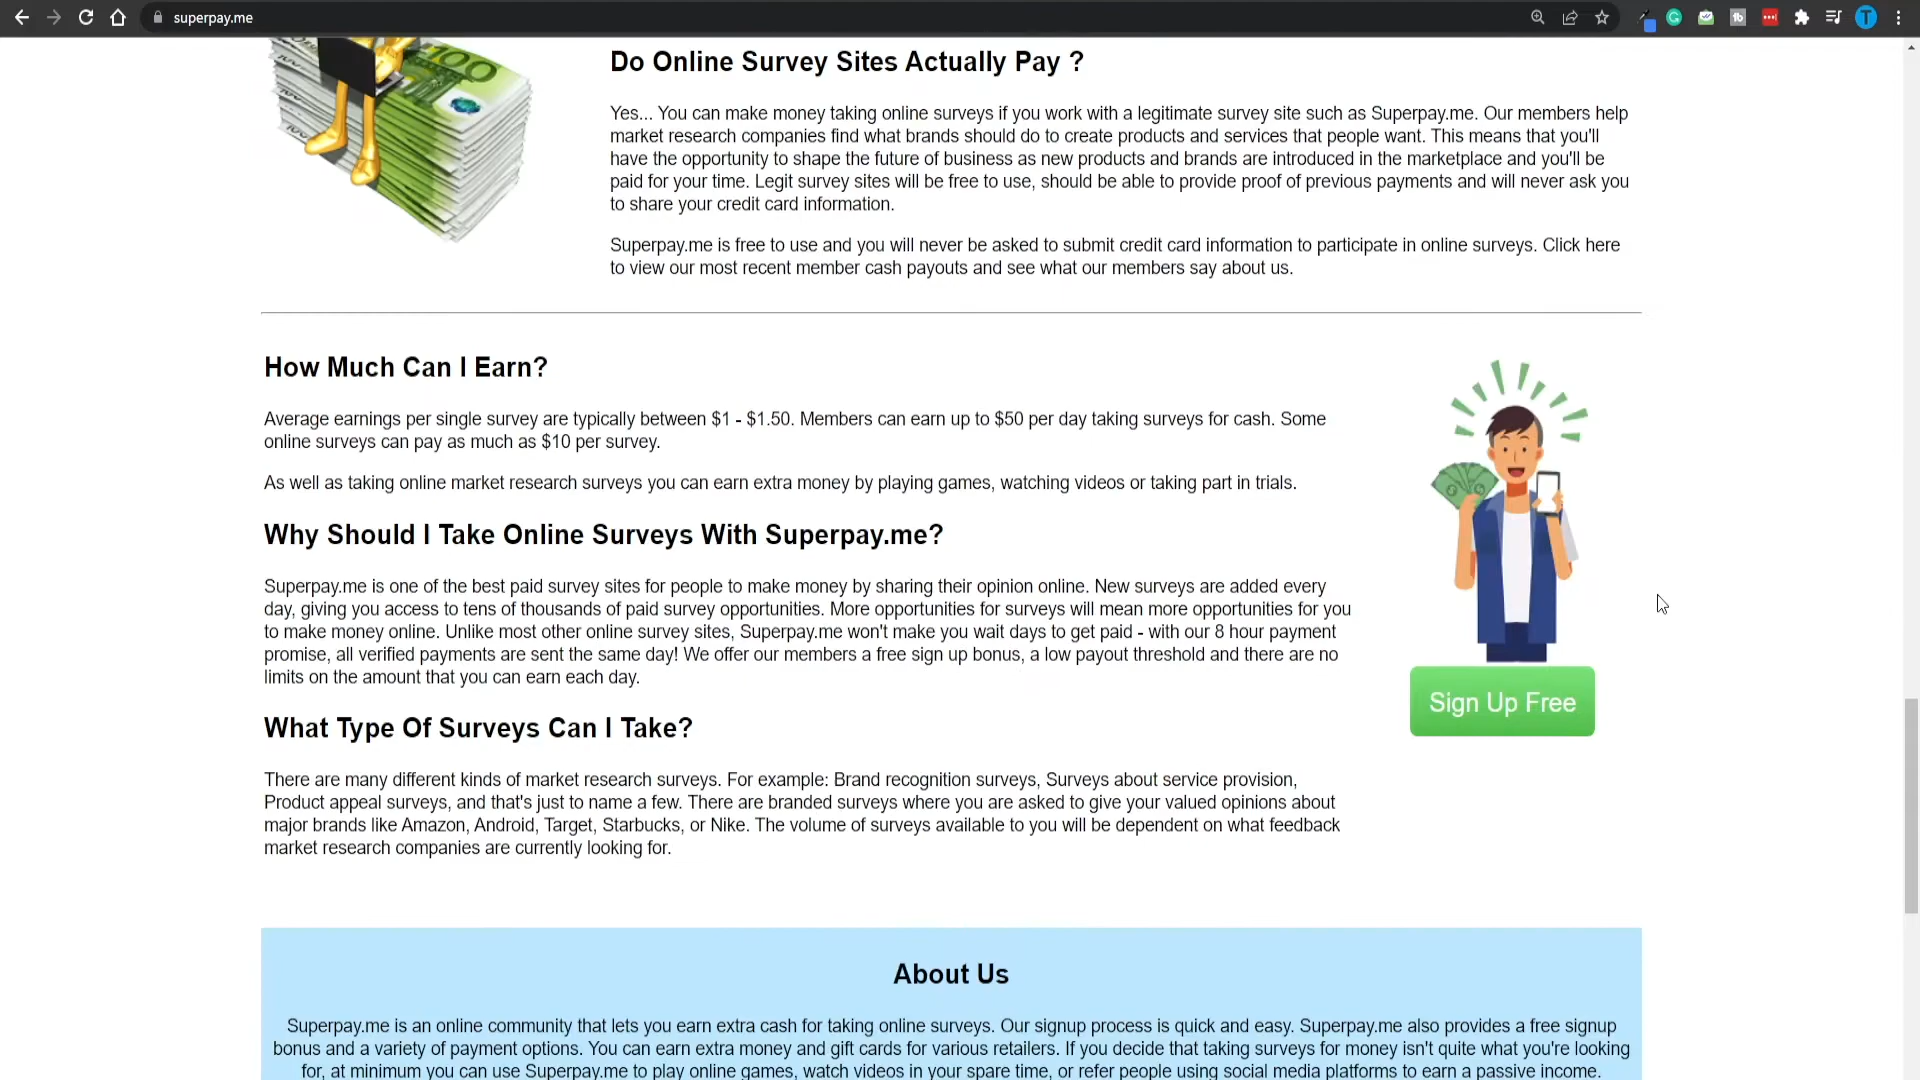 superpay.me
100
Do Online Survey Sites Actually Pay ?
Yes... You can make money taking online surveys if you work with a legitimate survey site such as Superpay.me. Our members help
market research companies find what brands should do to create products and services that people want. This means that you'll
have the opportunity to shape the future of business as new products and brands are introduced in the marketplace and you'll be
paid for your time. Legit survey sites will be free to use, should be able to provide proof of previous payments and will never ask you
to share your credit card information.
Superpay.me is free to use and you will never be asked to submit credit card information to participate in online surveys. Click here
to view our most recent member cash payouts and see what our members say about us.
How Much Can I Earn?
Average earnings per single survey are typically between $1 - $1.50. Members can earn up to $50 per day taking surveys for cash. Some
online surveys can pay as much as $10 per survey.
As well as taking online market research surveys you can earn extra money by playing games, watching videos or taking part in trials.
Why Should I Take Online Surveys With Superpay.me?
Superpay.me is one of the best paid survey sites for people to make money by sharing their opinion online. New surveys are added every
day, giving you access to tens of thousands of paid survey opportunities. More opportunities for surveys will mean more opportunities for you
to make money online. Unlike most other online survey sites, Superpay.me won't make you wait days to get paid - with our 8 hour payment
promise, all verified payments are sent the same day! We offer our members a free sign up bonus, a low payout threshold and there are no
limits on the amount that you can earn each day.
Sign Up Free
What Type Of Surveys Can I Take?
There are many different kinds of market research surveys. For example: Brand recognition surveys, Surveys about service provision,
Product appeal surveys, and that's just to name a few. There are branded surveys where you are asked to give your valued opinions about
major brands like Amazon, Android, Target, Starbucks, or Nike. The volume of surveys available to you will be dependent on what feedback
market research companies are currently looking for.
About Us
Superpay.me is an online community that lets you earn extra cash for taking online surveys. Our signup process is quick and easy. Superpay.me also provides a free signup
bonus and a variety of payment options. You can earn extra money and gift cards for various retailers. If you decide that taking surveys for money isn't quite what you're looking
for, at minimum you can use Superpay.me to play online games, watch videos in your spare time, or refer people using social media platforms to earn a passive income.